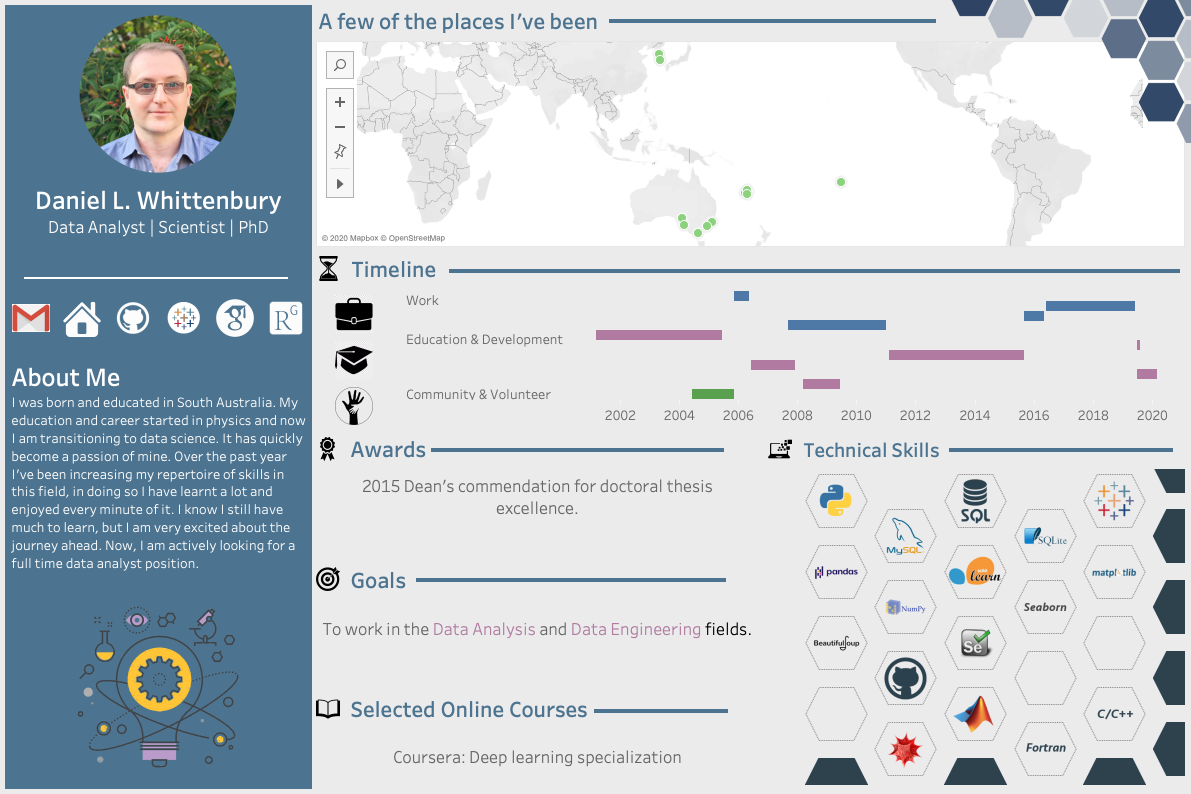 Daniel L. Whittenbury
Data Analyst | Scientist | PhD
R
G
About Me
I was born and educated in South Australia. My
education and career started in physics and now
I am transitioning to data science. It has quickly
become a passion of mine. Over the past year
I've been increasing my repertoire of skills in
this field, in doing so I have learnt a lot and
enjoyed every minute of it. I know I still have
much to learn, but I am very excited about the
journey ahead. Now, I am actively looking for a
full time data analyst position.
A few of the places I've been
© 2020 Mapbox © OpenStreetMap
Timeline
Work
Education & Development
Community & Volunteer
2002 2004 2006 2008 2010 2012 2014 2016 2018 2020
Awards
2015 Dean's commendation for doctoral thesis
excellence.
Goals
To work in the Data Analysis and Data Engineering fields.
Selected Online Courses
Coursera: Deep learning specialization
Technical Skills
SQL
MySQL
SQLite
pandas
learn
matplotlib
NumPy
Seaborn
BeautifulSoup
Se
C/C++
Fortran